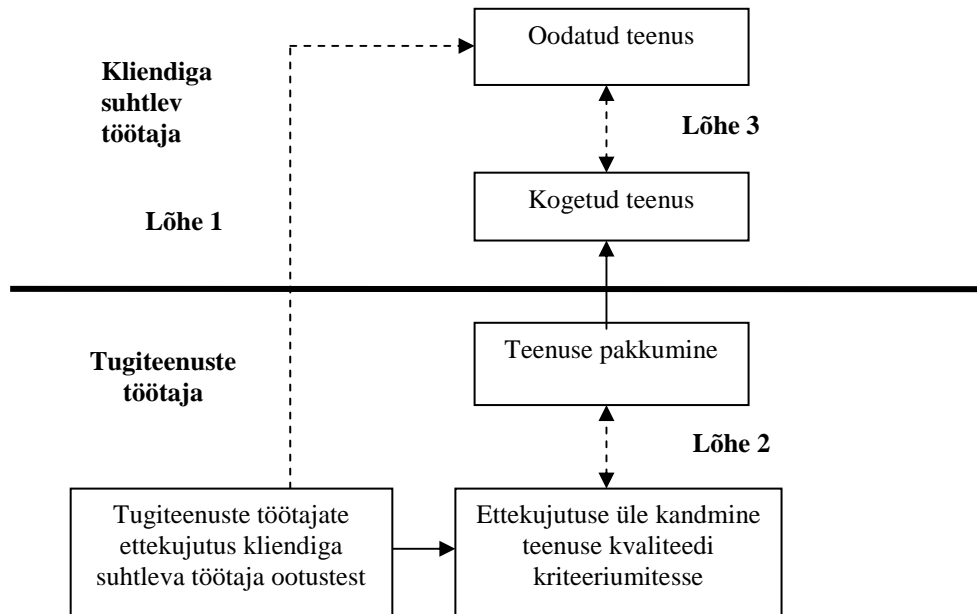 Oodatud teenus
Kliendiga
suhtlev
töötaja
Lõhe 3
Kogetud teenus
Lõhe 1
Teenuse pakkumine
Tugiteenuste
töötaja
Lõhe 2
Tugiteenuste töötajate
ettekujutus kliendiga
suhtleva töötaja ootustest
Ettekujutuse üle kandmine
teenuse kvaliteedi
kriteeriumitesse